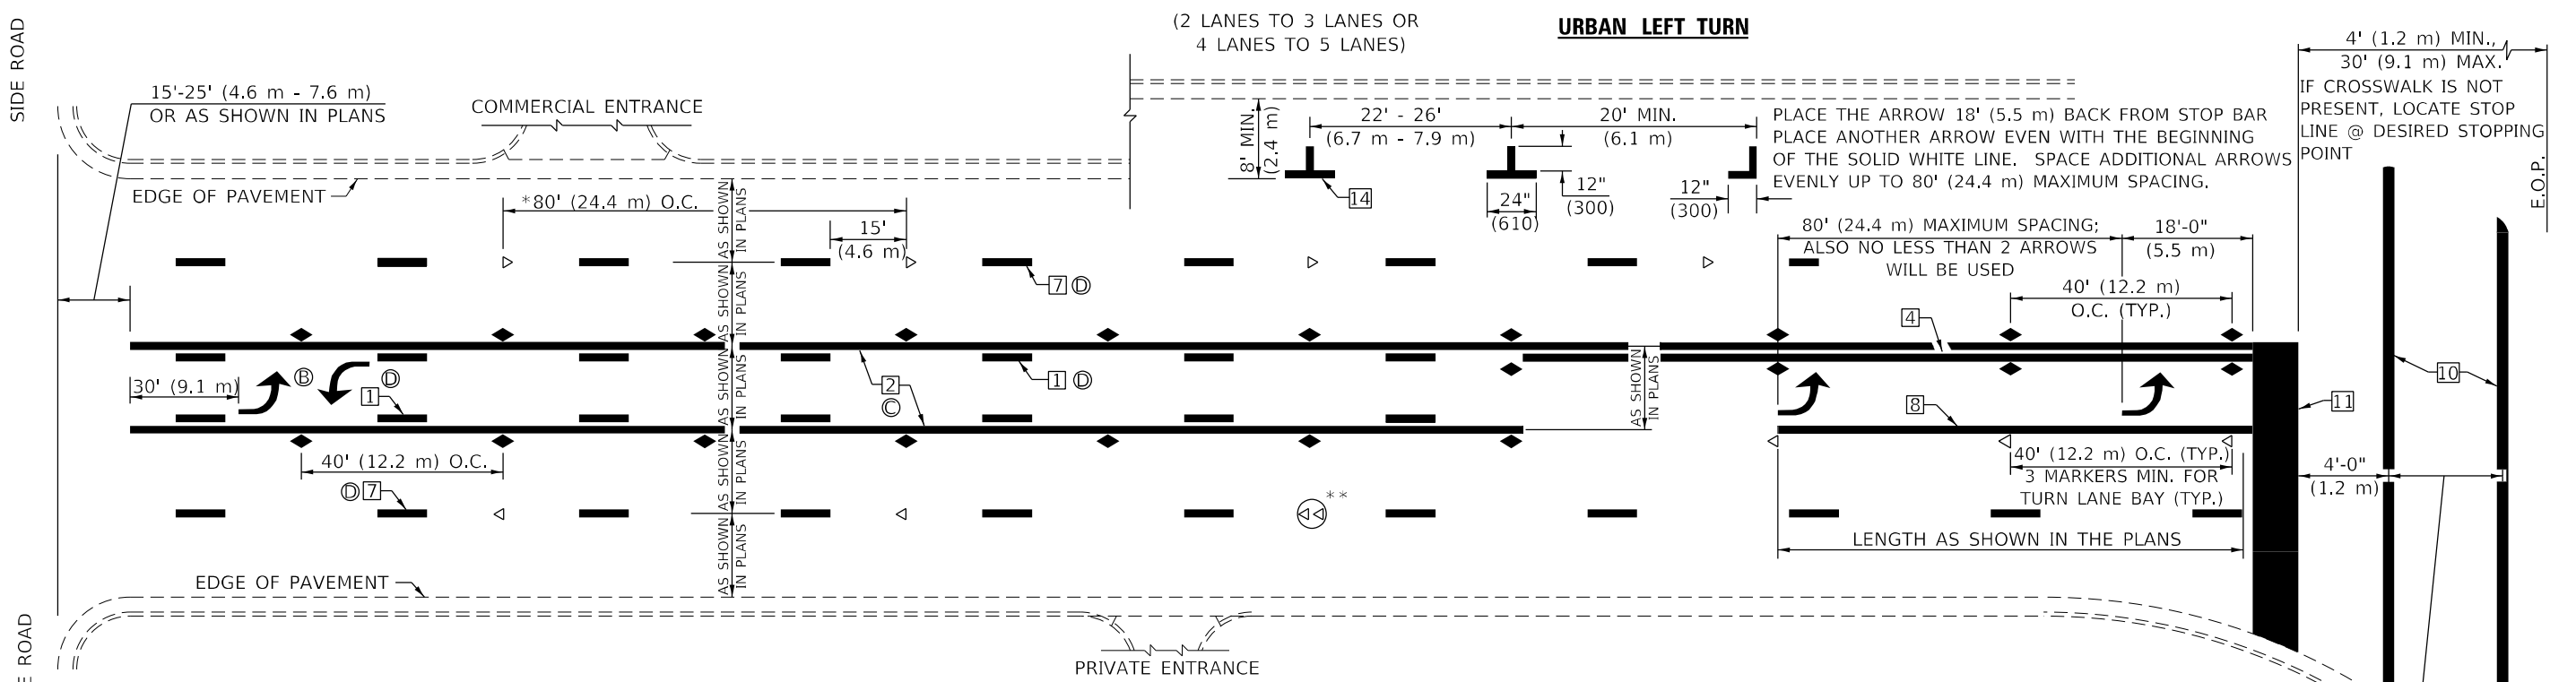 SIDE ROAD
(2 LANES TO 3 LANES OR
4 LANES TO 5 LANES)
URBAN LEFT TURN
4' (1.2 m) MIN.,
30' (9.1 m) MAX.
IF CROSSWALK IS NOT
PRESENT, LOCATE STOP
LINE @ DESIRED STOPPING
POINT
E.O.P.
15'-25' (4.6 m - 7.6 m)
OR AS SHOWN IN PLANS
COMMERCIAL ENTRANCE
EDGE OF PAVEMENT
8' MIN.
(2.4 m)
22' - 26'
(6.7 m - 7.9 m)
20' MIN.
(6.1 m)
14
24"
(610)
12"
(300)
12"
(300)
PLACE THE ARROW 18' (5.5 m) BACK FROM STOP BAR
PLACE ANOTHER ARROW EVEN WITH THE BEGINNING
OF THE SOLID WHITE LINE. SPACE ADDITIONAL ARROWS
EVENLY UP TO 80' (24.4 m) MAXIMUM SPACING.
*80' (24.4 m) O.C.
15'
(4.6 m)
AS SHOWN
IN PLANS
AS SHOWN
IN PLANS
AS SHOWN
IN PLANS
AS SHOWN
IN PLANS
AS SHOWN
IN PLANS
7 D
80' (24.4 m) MAXIMUM SPACING;
ALSO NO LESS THAN 2 ARROWS
WILL BE USED
18'-0"
(5.5 m)
40' (12.2 m)
O.C. (TYP.)
4
30' (9.1 m)
B
D
1
2
C
1 D
AS SHOWN
IN PLANS
8
10
11
40' (12.2 m) O.C.
D 7
**
40' (12.2 m) O.C. (TYP.)
3 MARKERS MIN. FOR
TURN LANE BAY (TYP.)
4'-0"
(1.2 m)
LENGTH AS SHOWN IN THE PLANS
EDGE OF PAVEMENT
PRIVATE ENTRANCE
E ROAD